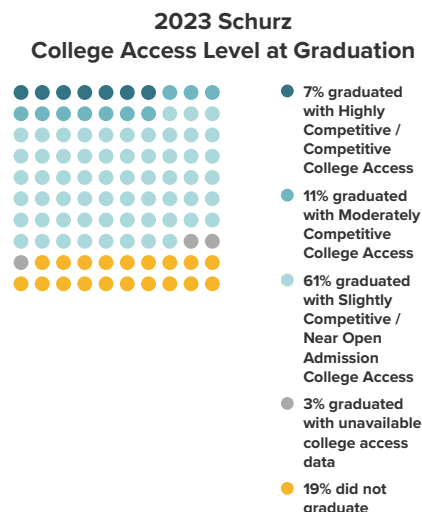 2023 Schurz
College Access Level at Graduation
7% graduated
with Highly
Competitive /
Competitive
College Access
11% graduated
with Moderately
Competitive
College Access
61% graduated
with Slightly
Competitive /
Near Open
Admission
College Access
3% graduated
with unavailable
college access
data
19% did not
graduate